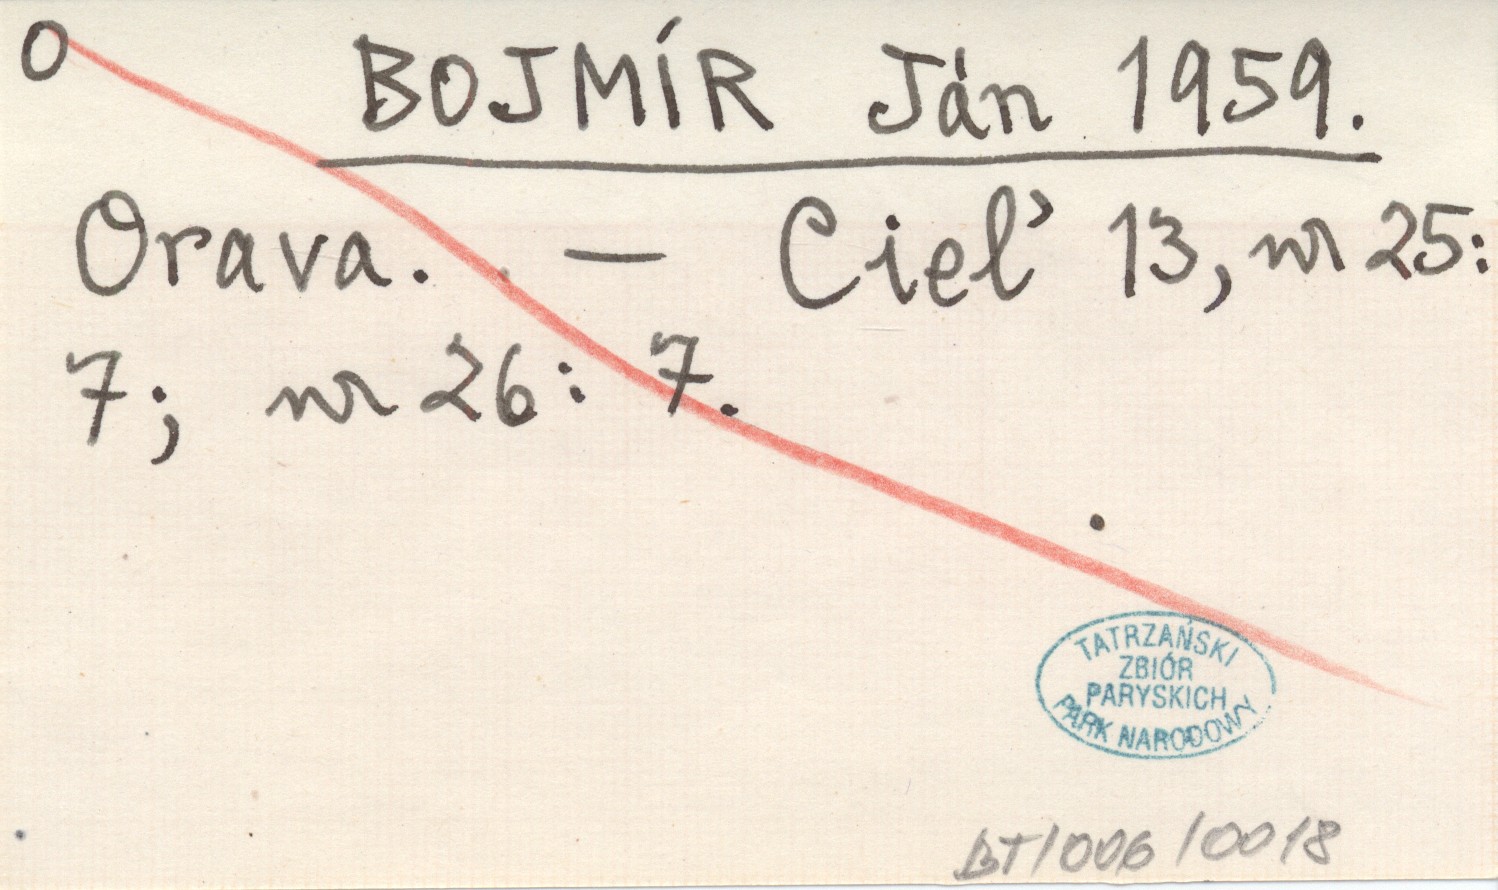 O
BOJMÍR Ján 1959.
Orava. — Cieľ 13, nr 25:
7; nr 26: 7.
TATRZAŃSKI
ZBIÓR
PARYSKICH
PARK NARODOWY
BT/006/0018